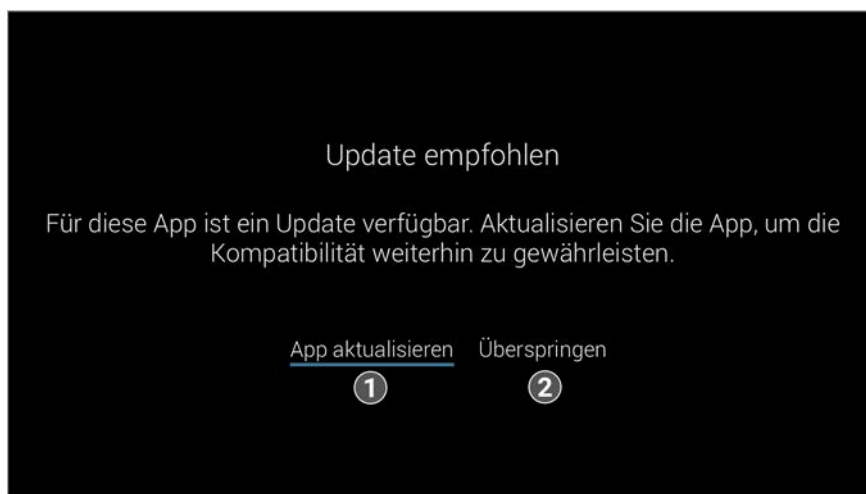 Update empfohlen
Für diese App ist ein Update verfügbar. Aktualisieren Sie die App, um die
Kompatibilität weiterhin zu gewährleisten.
App aktualisieren Überspringen
1 2